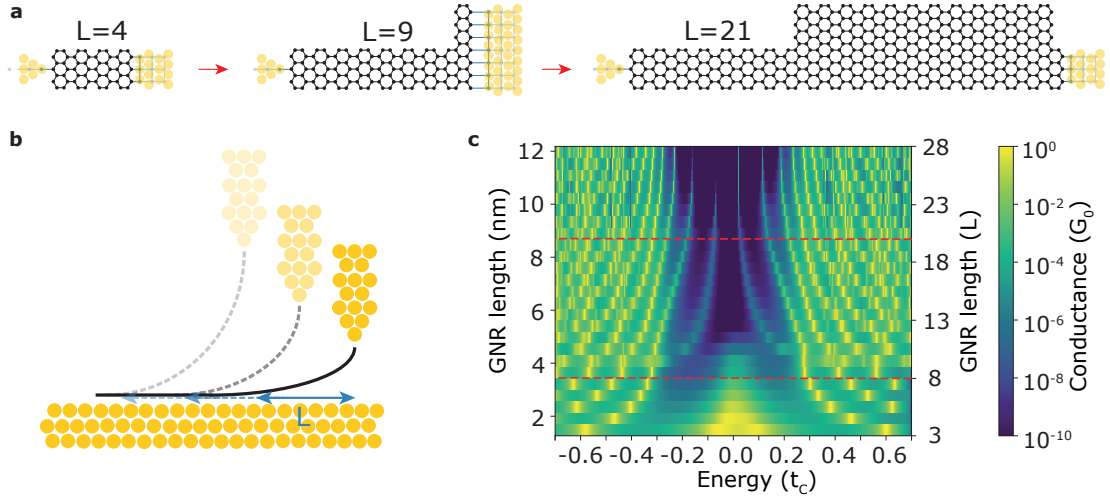 a
L=4
L=9
L=21
b
L
c
GNR length (nm)
12
10
8
6
4
2
-0.6
-0.4
-0.2
0.0
0.2
0.4
0.6
Energy (t_C)
28
23
18
13
8
3
GNR length (L)
10^0
10^-2
10^-4
10^-6
10^-8
10^-10
Conductance (G_0)